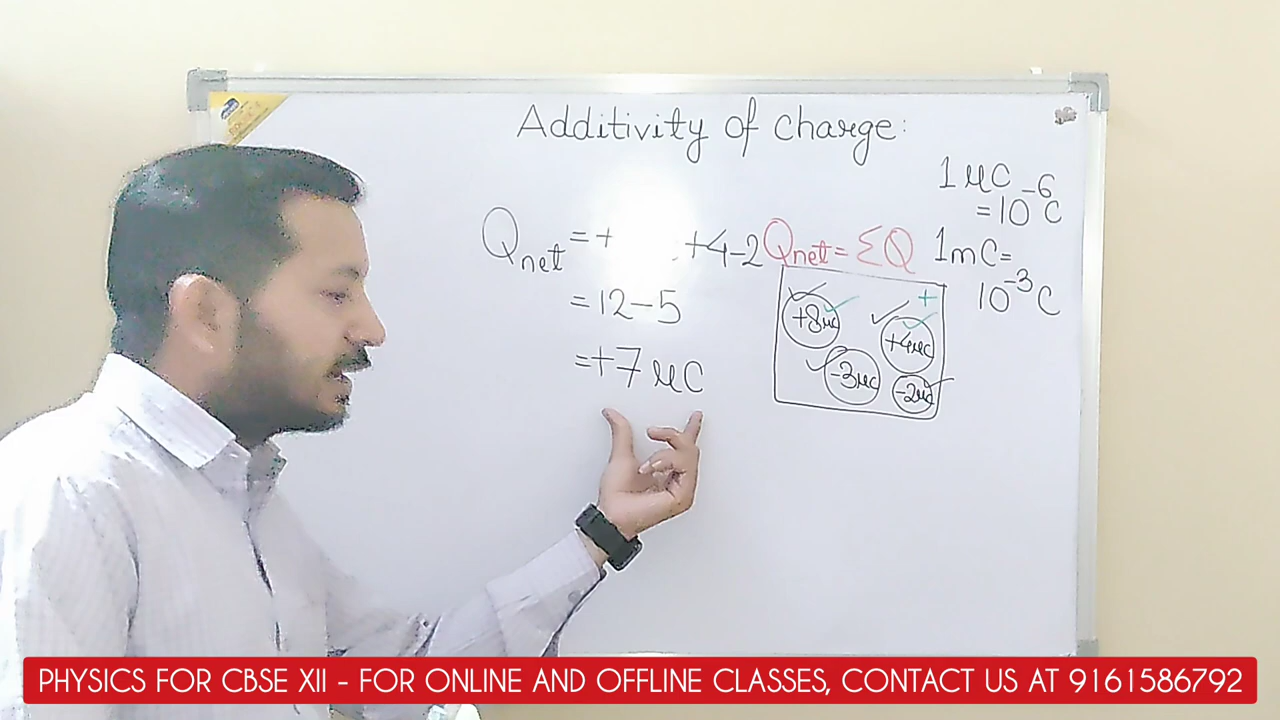 Additivity of charge:
1 μC
= 10⁻⁶ C
Qnet = + +4-2
Qnet = ΣQ
1mC =
10⁻³ C
= 12-5
= +7 μC
+
+8μC
+4μC
-3μC
-2μC
PHYSICS FOR CBSE XII - FOR ONLINE AND OFFLINE CLASSES, CONTACT US AT 9161586792